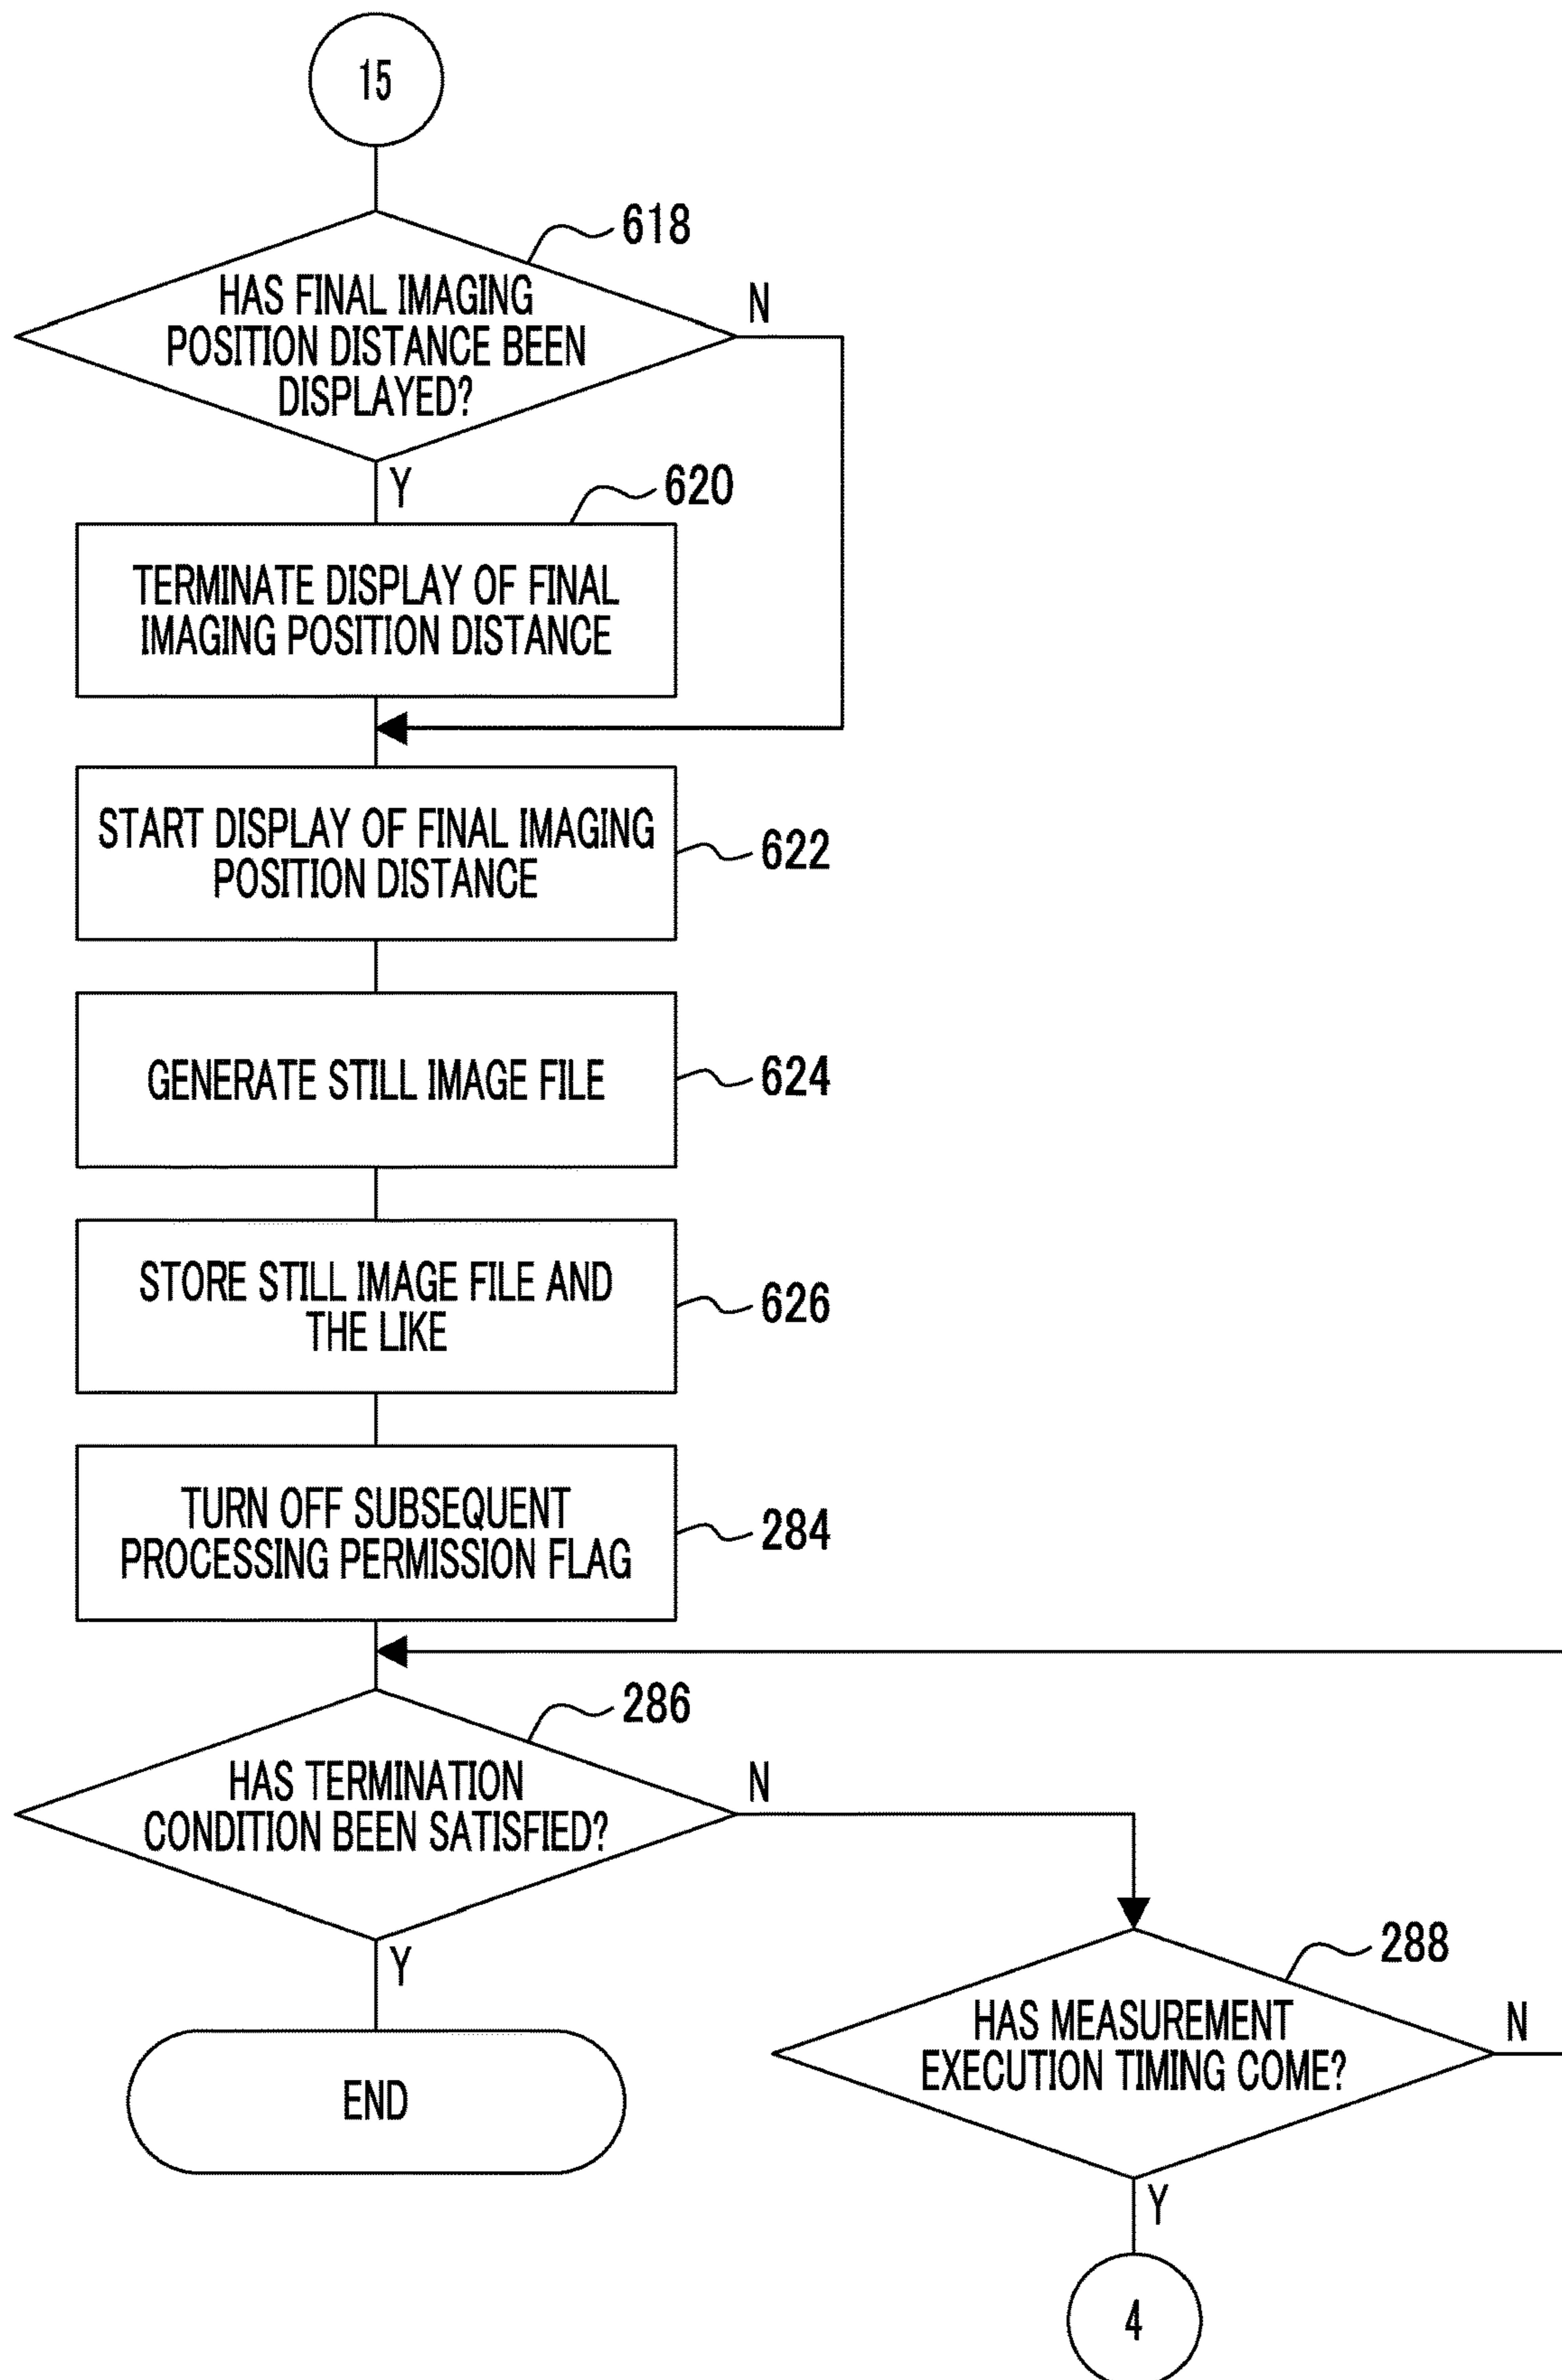 15
618
HAS FINAL IMAGING
POSITION DISTANCE BEEN
DISPLAYED?
N
Y
620
TERMINATE DISPLAY OF FINAL
IMAGING POSITION DISTANCE
START DISPLAY OF FINAL IMAGING
POSITION DISTANCE
622
GENERATE STILL IMAGE FILE
624
STORE STILL IMAGE FILE AND
THE LIKE
626
TURN OFF SUBSEQUENT
PROCESSING PERMISSION FLAG
284
286
HAS TERMINATION
CONDITION BEEN SATISFIED?
N
Y
END
288
HAS MEASUREMENT
EXECUTION TIMING COME?
N
Y
4